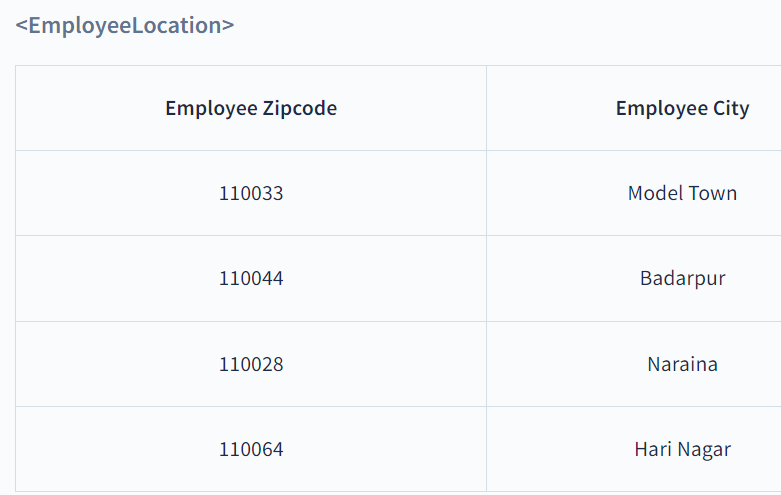 <EmployeeLocation>
Employee Zipcode Employee City
110033 Model Town
110044 Badarpur
110028 Naraina
110064 Hari Nagar